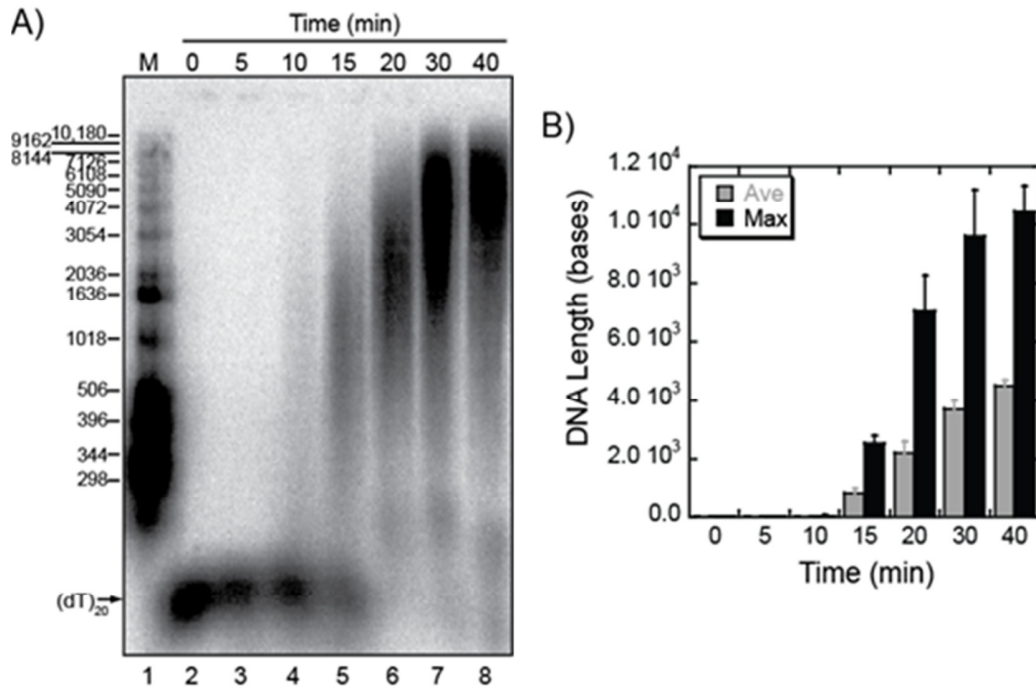 A)
Time (min)
M 0 5 10 15 20 30 40
10,180
9162
8144
7126
6108
5090
4072
3054
2036
1636
1018
506
396
344
298
(dT)20
1 2 3 4 5 6 7 8
B)
1.2 10^4
1.0 10^4
8.0 10^3
6.0 10^3
4.0 10^3
2.0 10^3
0.0
DNA Length (bases)
Ave
Max
0 5 10 15 20 30 40
Time (min)